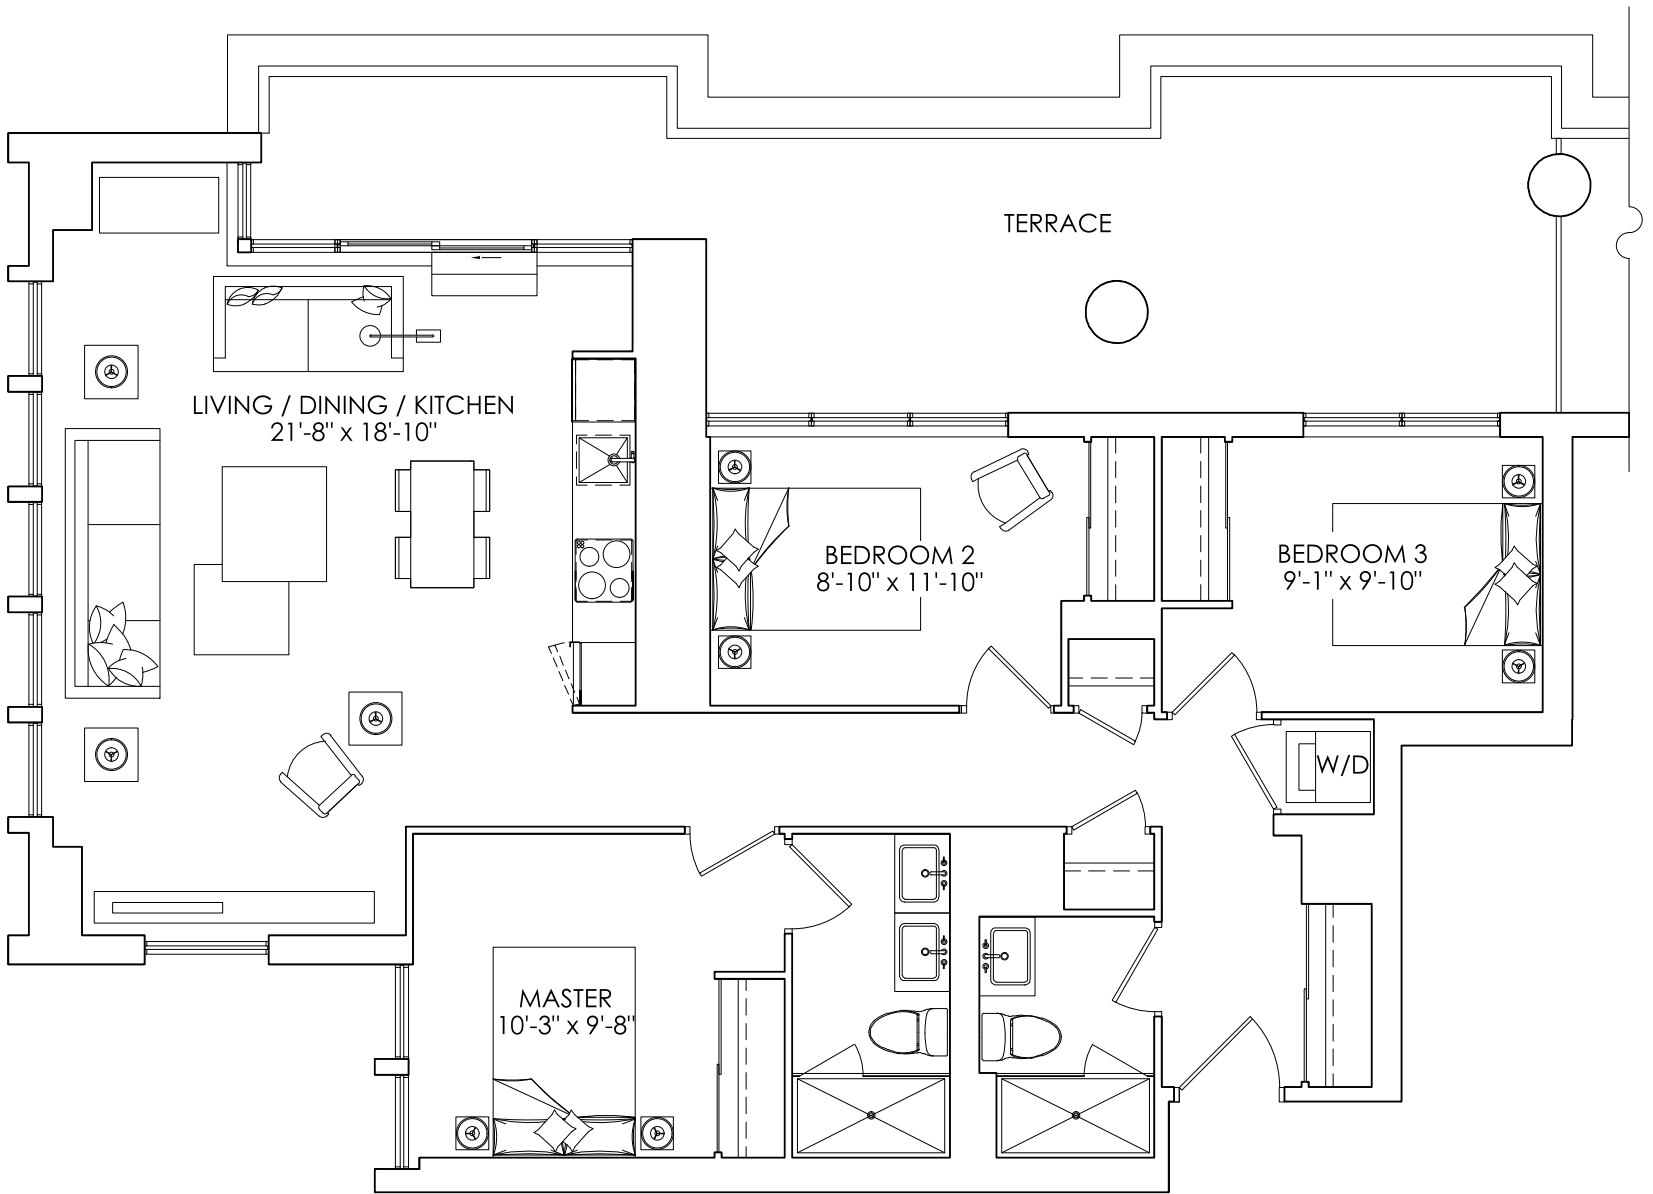 TERRACE
LIVING / DINING / KITCHEN
21'-8" x 18'-10"
BEDROOM 2
8'-10" x 11'-10"
BEDROOM 3
9'-1" x 9'-10"
W/D
MASTER
10'-3" x 9'-8"